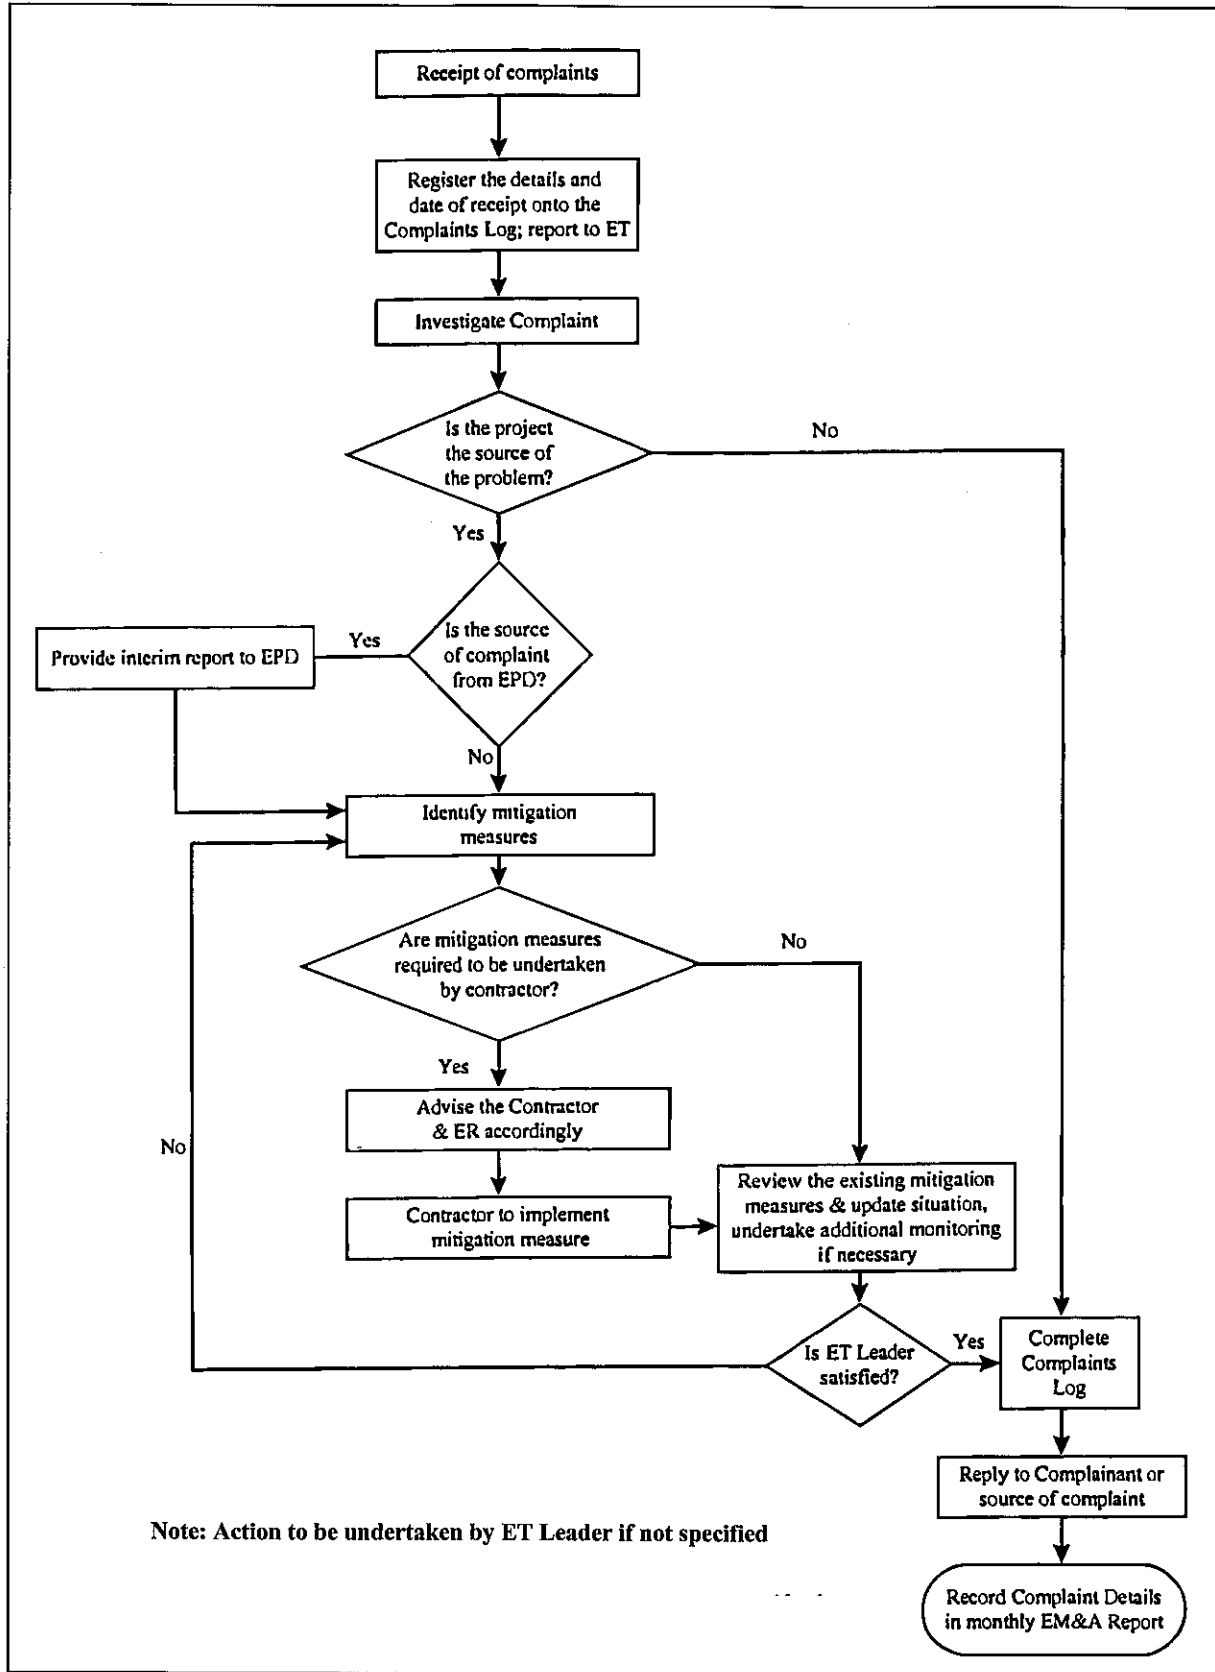 Receipt of complaints
Register the details and
date of receipt onto the
Complaints Log; report to ET
Investigate Complaint
Is the project
the source of
the problem?
No
Yes
Is the source
of complaint
from EPD?
Yes
Provide interim report to EPD
No
Identify mitigation
measures
Are mitigation measures
required to be undertaken
by contractor?
No
Yes
Advise the Contractor
& ER accordingly
No
Contractor to implement
mitigation measure
Review the existing mitigation
measures & update situation,
undertake additional monitoring
if necessary
Is ET Leader
satisfied?
Yes
Complete
Complaints
Log
Reply to Complainant or
source of complaint
Note: Action to be undertaken by ET Leader if not specified
Record Complaint Details
in monthly EM&A Report